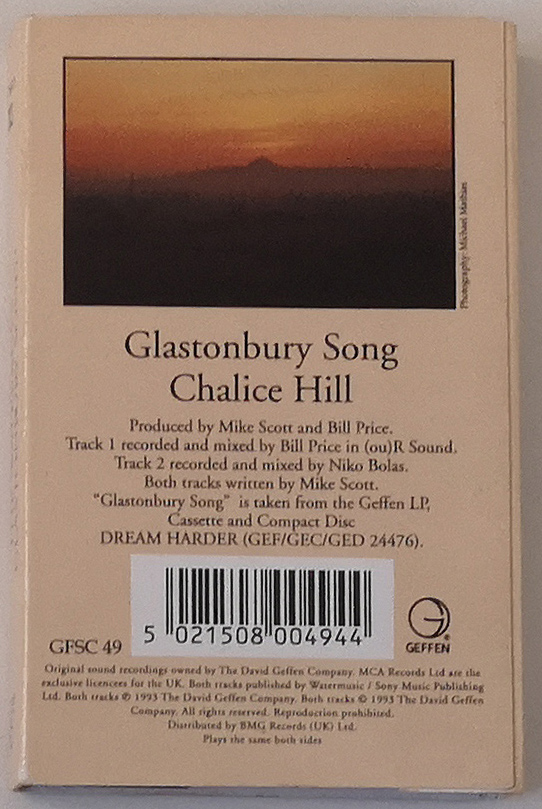 Photography: Michael Mathias
Glastonbury Song
Chalice Hill
Produced by Mike Scott and Bill Price.
Track 1 recorded and mixed by Bill Price in (ou)R Sound.
Track 2 recorded and mixed by Niko Bolas.
Both tracks written by Mike Scott.
“Glastonbury Song” is taken from the Geffen LP,
Cassette and Compact Disc
DREAM HARDER (GEF/GEC/GED 24476).
5 021508 004944
GFSC 49
GEFFEN
®
Original sound recordings owned by The David Geffen Company. MCA Records Ltd are the
exclusive licencees for the UK. Both tracks published by Watermusic / Sony Music Publishing
Ltd. Both tracks ℗ 1993 The David Geffen Company. Both tracks © 1993 The David Geffen
Company. All rights reserved. Reproduction prohibited.
Distributed by BMG Records (UK) Ltd.
Plays the same both sides